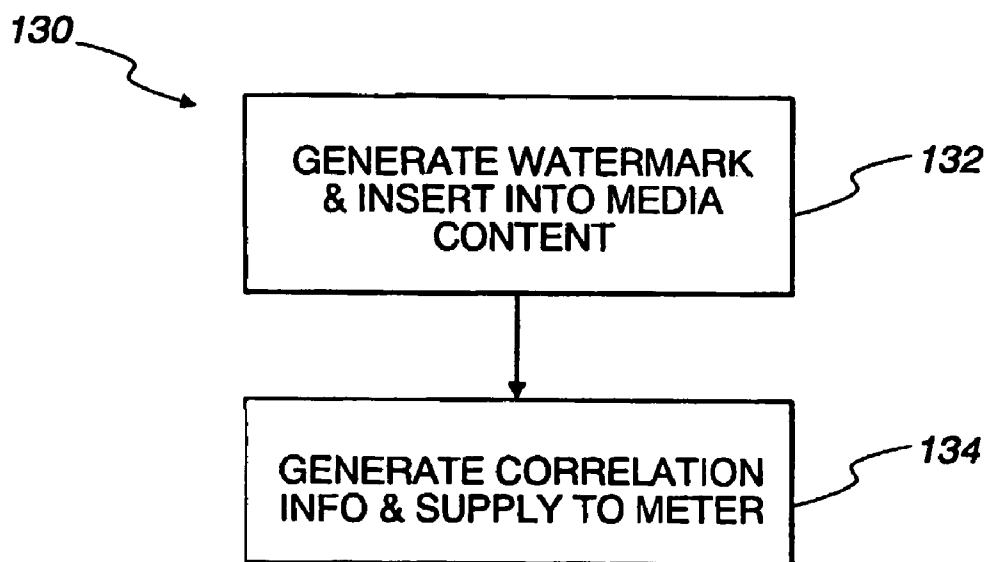 130
GENERATE WATERMARK
& INSERT INTO MEDIA
CONTENT
132
GENERATE CORRELATION
INFO & SUPPLY TO METER
134